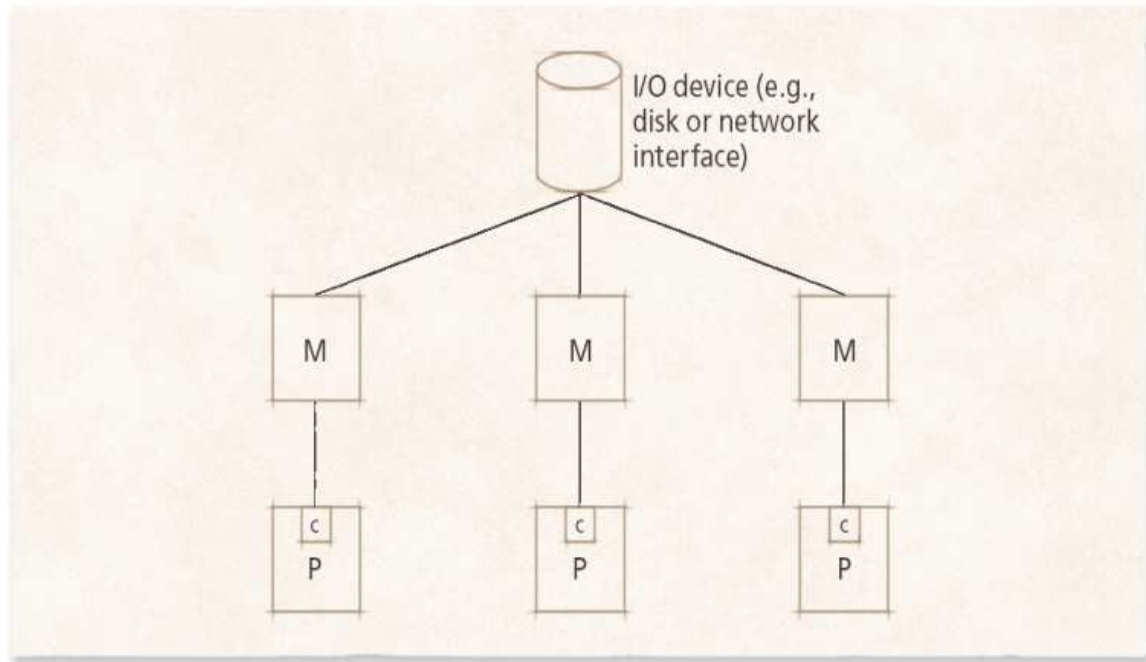 I/O device (e.g.,
disk or network
interface)
M M M
c c c
P P P